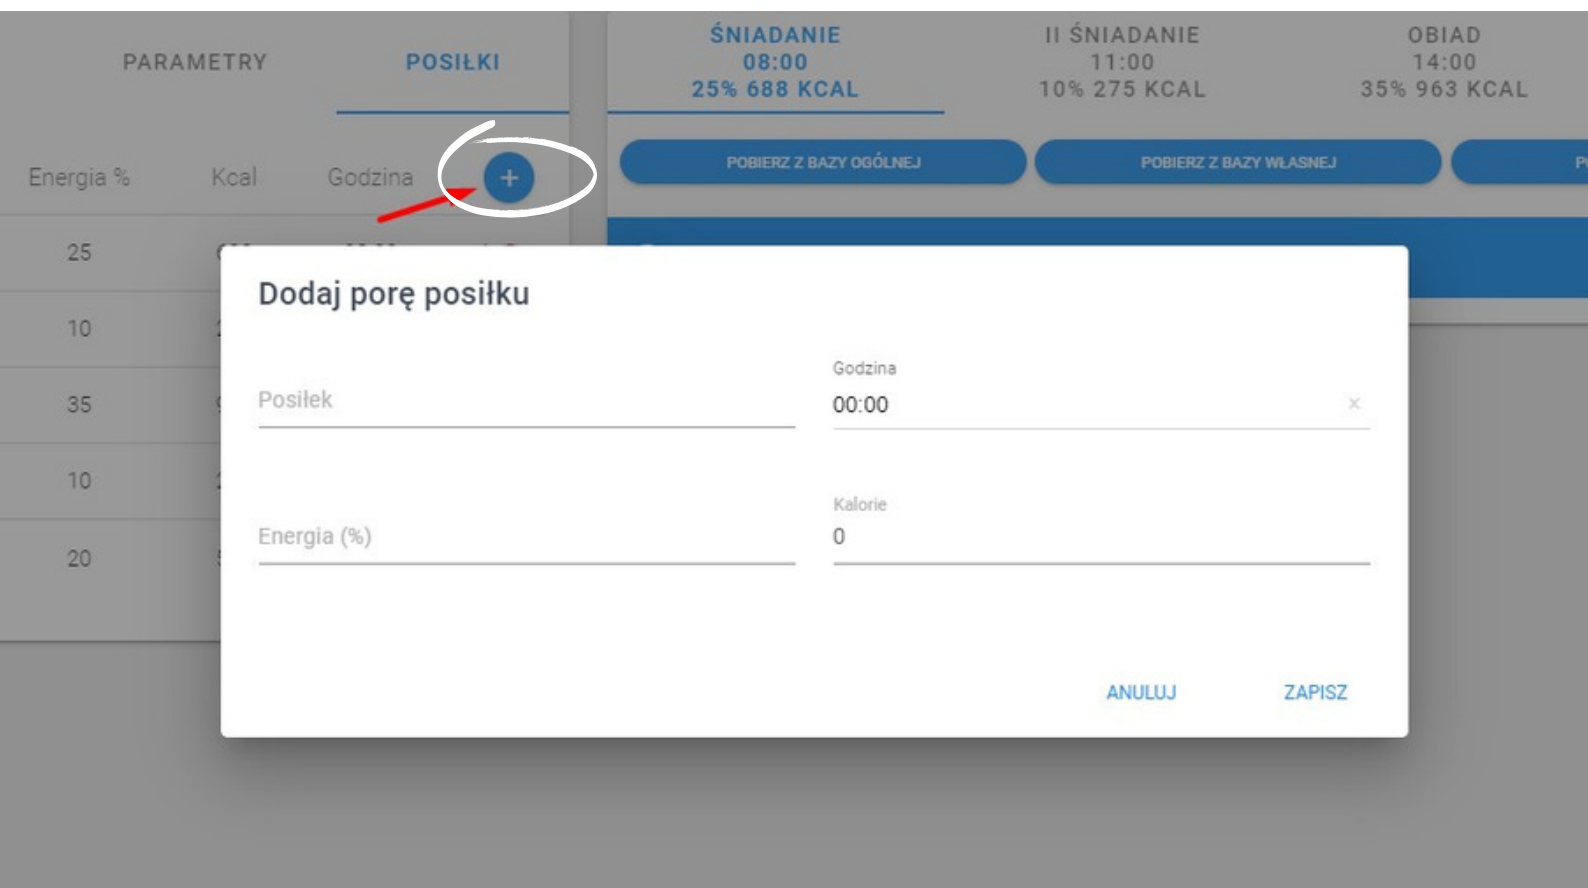 PARAMETRY
POSIŁKI
ŚNIADANIE
08:00
25% 688 KCAL
II ŚNIADANIE
11:00
10% 275 KCAL
OBIAD
14:00
35% 963 KCAL
Energia %
Kcal
Godzina
+
POBIERZ Z BAZY OGÓLNEJ
POBIERZ Z BAZY WŁASNEJ
25
10
35
10
20
Dodaj porę posiłku
Posiłek
Godzina
00:00
×
Energia (%)
Kalorie
0
ANULUJ
ZAPISZ